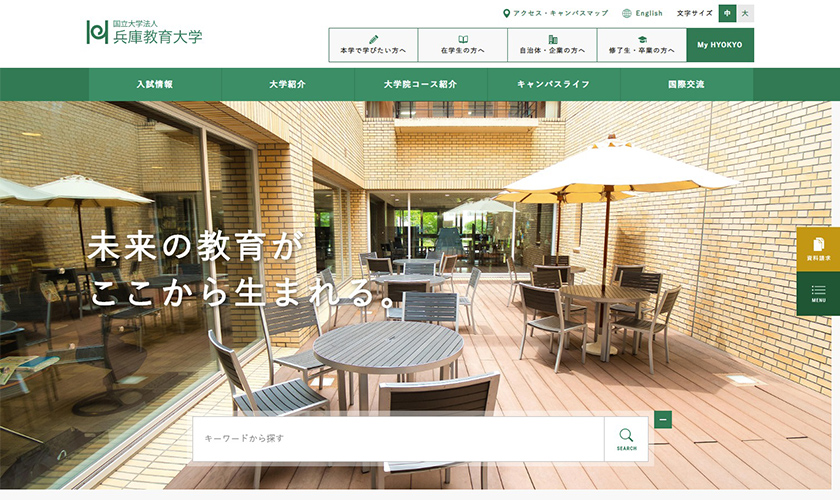 国立大学法人
兵庫教育大学
アクセス・キャンパスマップ
English
文字サイズ
中
大
本学で学びたい方へ
在学生の方へ
自治体・企業の方へ
修了生・卒業の方へ
My HYOKYO
入試情報
大学紹介
大学院コース紹介
キャンパスライフ
国際交流
未来の教育が
ここから生まれる。
資料請求
MENU
キーワードから探す
SEARCH